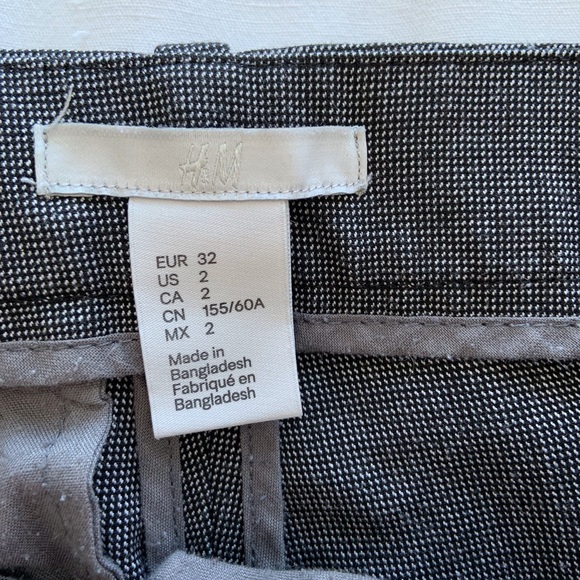 H&M
EUR 32
US 2
CA 2
CN 155/60A
MX 2
Made in
Bangladesh
Fabriqué en
Bangladesh